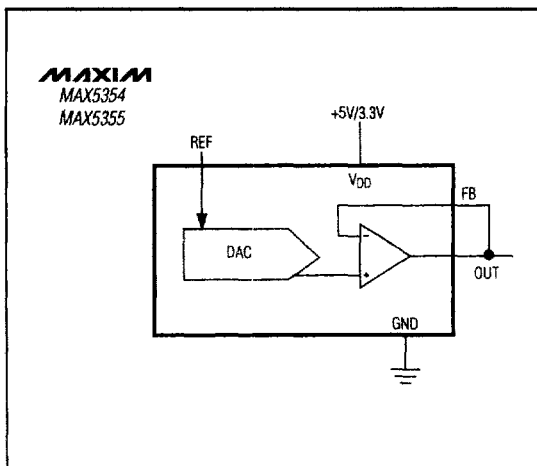 MAXIM
MAX5354
MAX5355
+5V/3.3V
REF
VDD
FB
DAC
-
+
OUT
GND